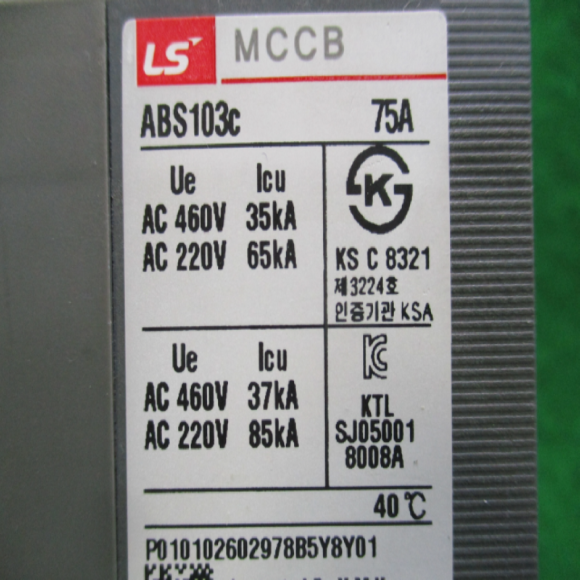 LS MCCB
ABS103c 75A
Ue Icu
AC 460V 35kA
AC 220V 65kA
K
KS C 8321
제3224호
인증기관 KSA
Ue Icu
AC 460V 37kA
AC 220V 85kA
KC
KTL
SJ05001
8008A
40℃
P010102602978B5Y8Y01